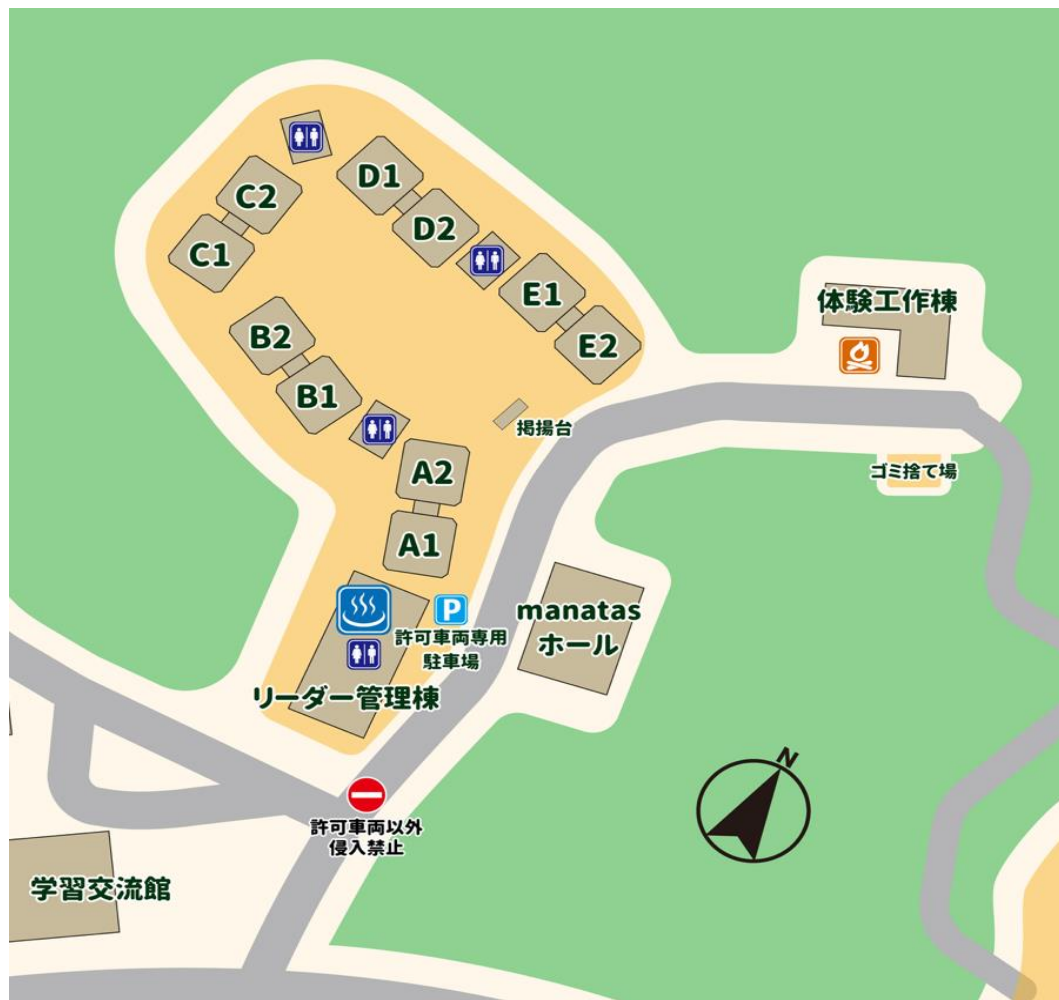 C2
D1
C1
D2
E1
体験工作棟
B2
E2
B1
掲揚台
A2
ゴミ捨て場
A1
P
manatas
ホール
許可車両専用
駐車場
リーダー管理棟
N
許可車両以外
侵入禁止
学習交流館